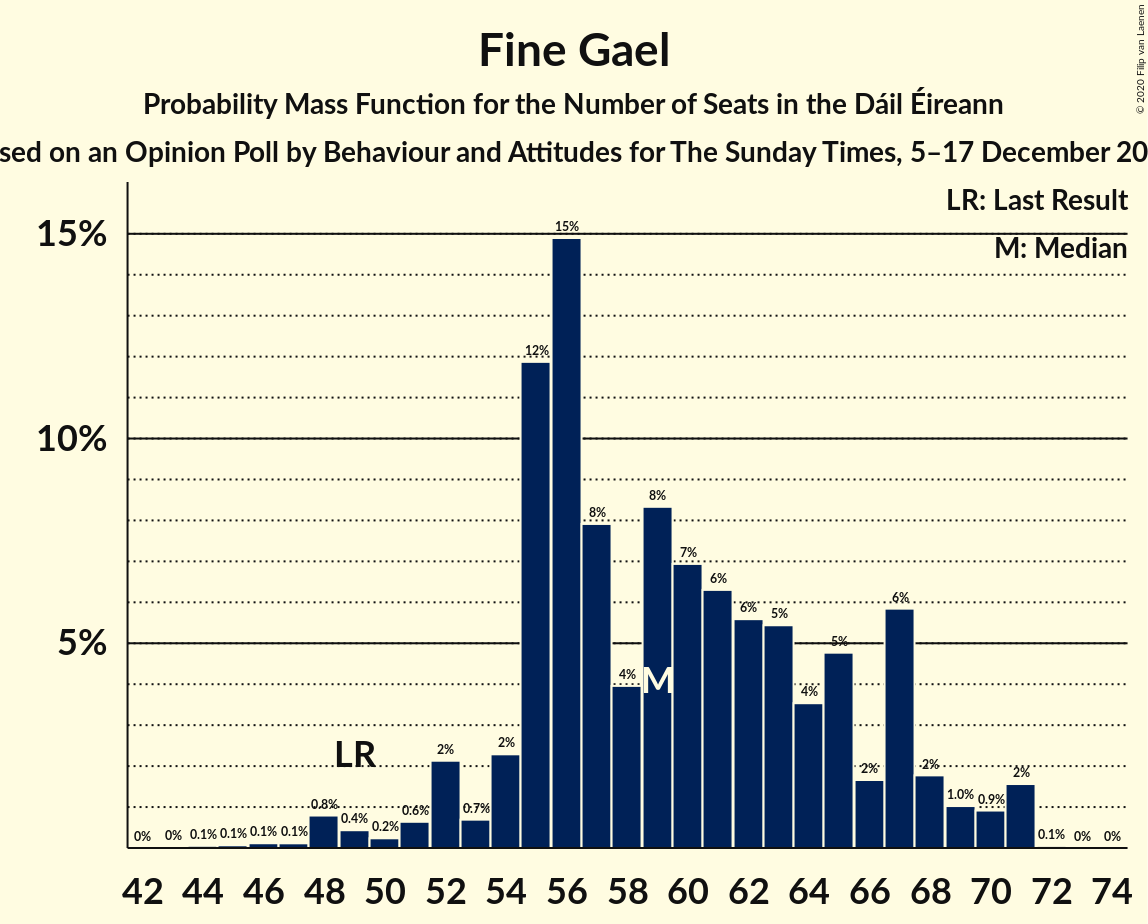 Fine Gael
Probability Mass Function for the Number of Seats in the Dáil Éireann
sed on an Opinion Poll by Behaviour and Attitudes for The Sunday Times, 5–17 December 20
© 2020 Filip van Laenen
LR: Last Result
M: Median
15%
10%
5%
0% 0% 0.1% 0.1% 0.1% 0.1% 0.8% 0.4% 0.2% 0.6% 2% 0.7% 2% 12% 15% 8% 4% 8% 7% 6% 6% 5% 4% 5% 2% 6% 2% 1.0% 0.9% 2% 0.1% 0% 0%
LR
M
42 44 46 48 50 52 54 56 58 60 62 64 66 68 70 72 74